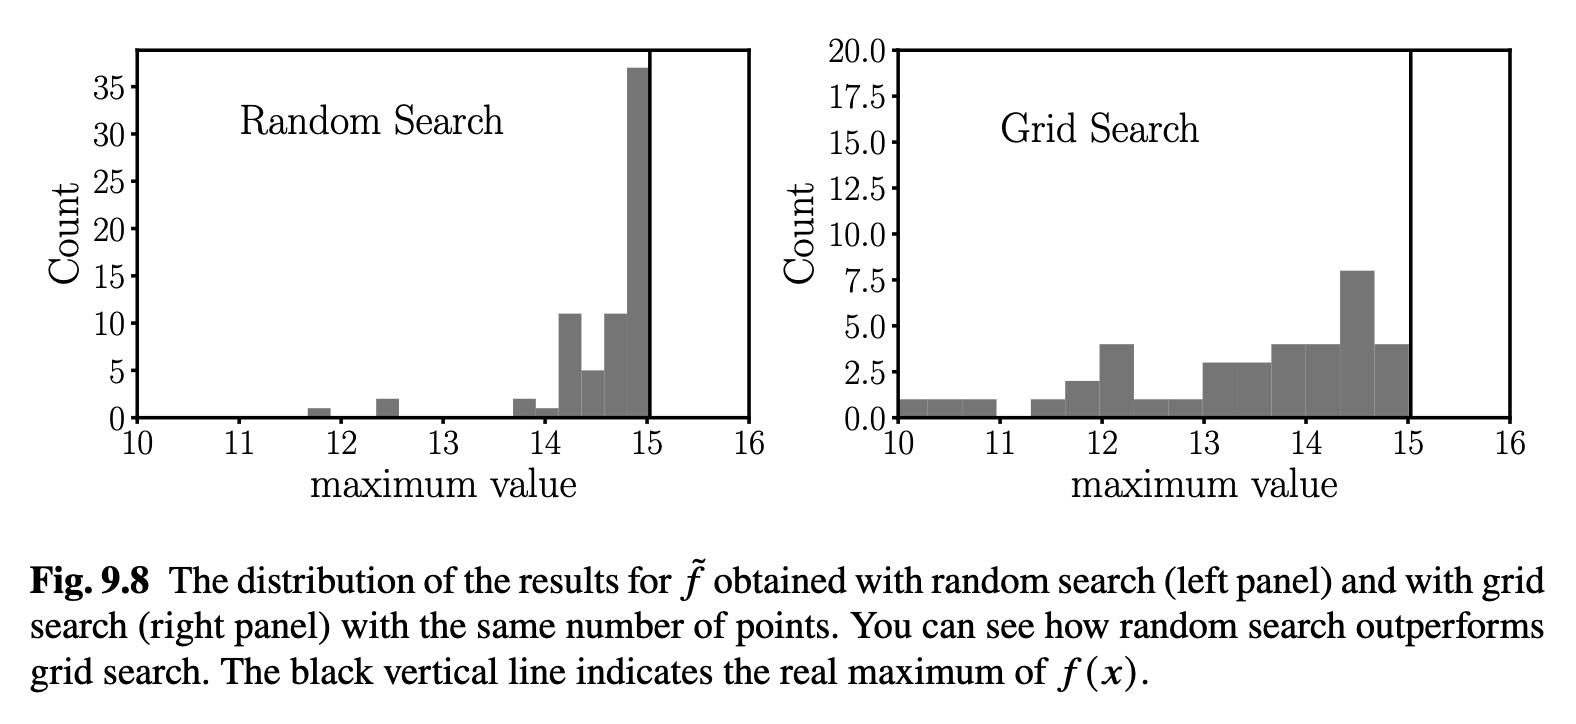 Random Search
Count
35
30
25
20
15
10
5
0
10 11 12 13 14 15 16
maximum value
Grid Search
Count
20.0
17.5
15.0
12.5
10.0
7.5
5.0
2.5
0.0
10 11 12 13 14 15 16
maximum value
Fig. 9.8 The distribution of the results for f̃ obtained with random search (left panel) and with grid
search (right panel) with the same number of points. You can see how random search outperforms
grid search. The black vertical line indicates the real maximum of f(x).